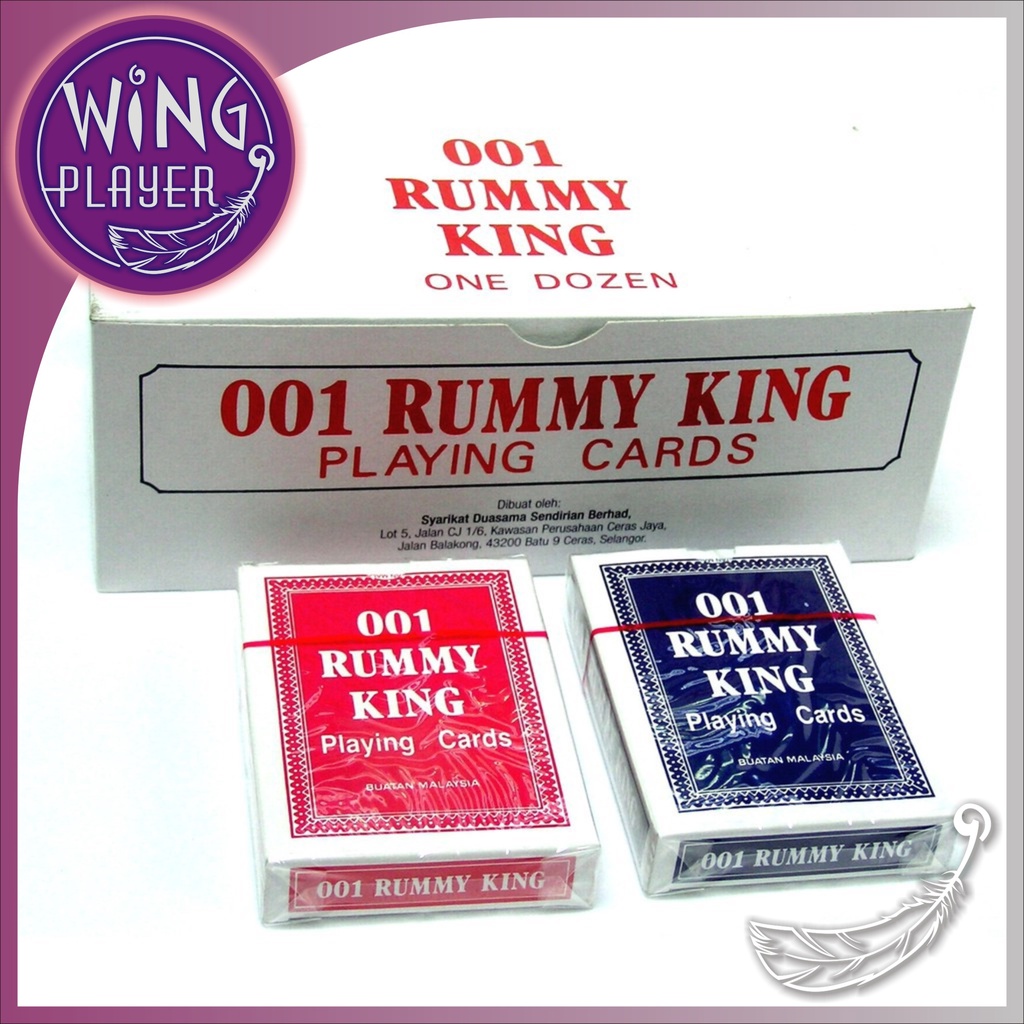 WiNG
PLAYER
001
RUMMY
KING
ONE DOZEN
001 RUMMY KING
PLAYING CARDS
Dibuat oleh:
Syarikat Duasama Sendirian Berhad,
Lot 5, Jalan CJ 1/6, Kawasan Perusahaan Ceras Jaya,
Jalan Balakong, 43200 Batu 9 Ceras, Selangor.
001
RUMMY
KING
Playing Cards
BUATAN MALAYSIA
001 RUMMY KING
001
RUMMY
KING
Playing Cards
BUATAN MALAYSIA
001 RUMMY KING